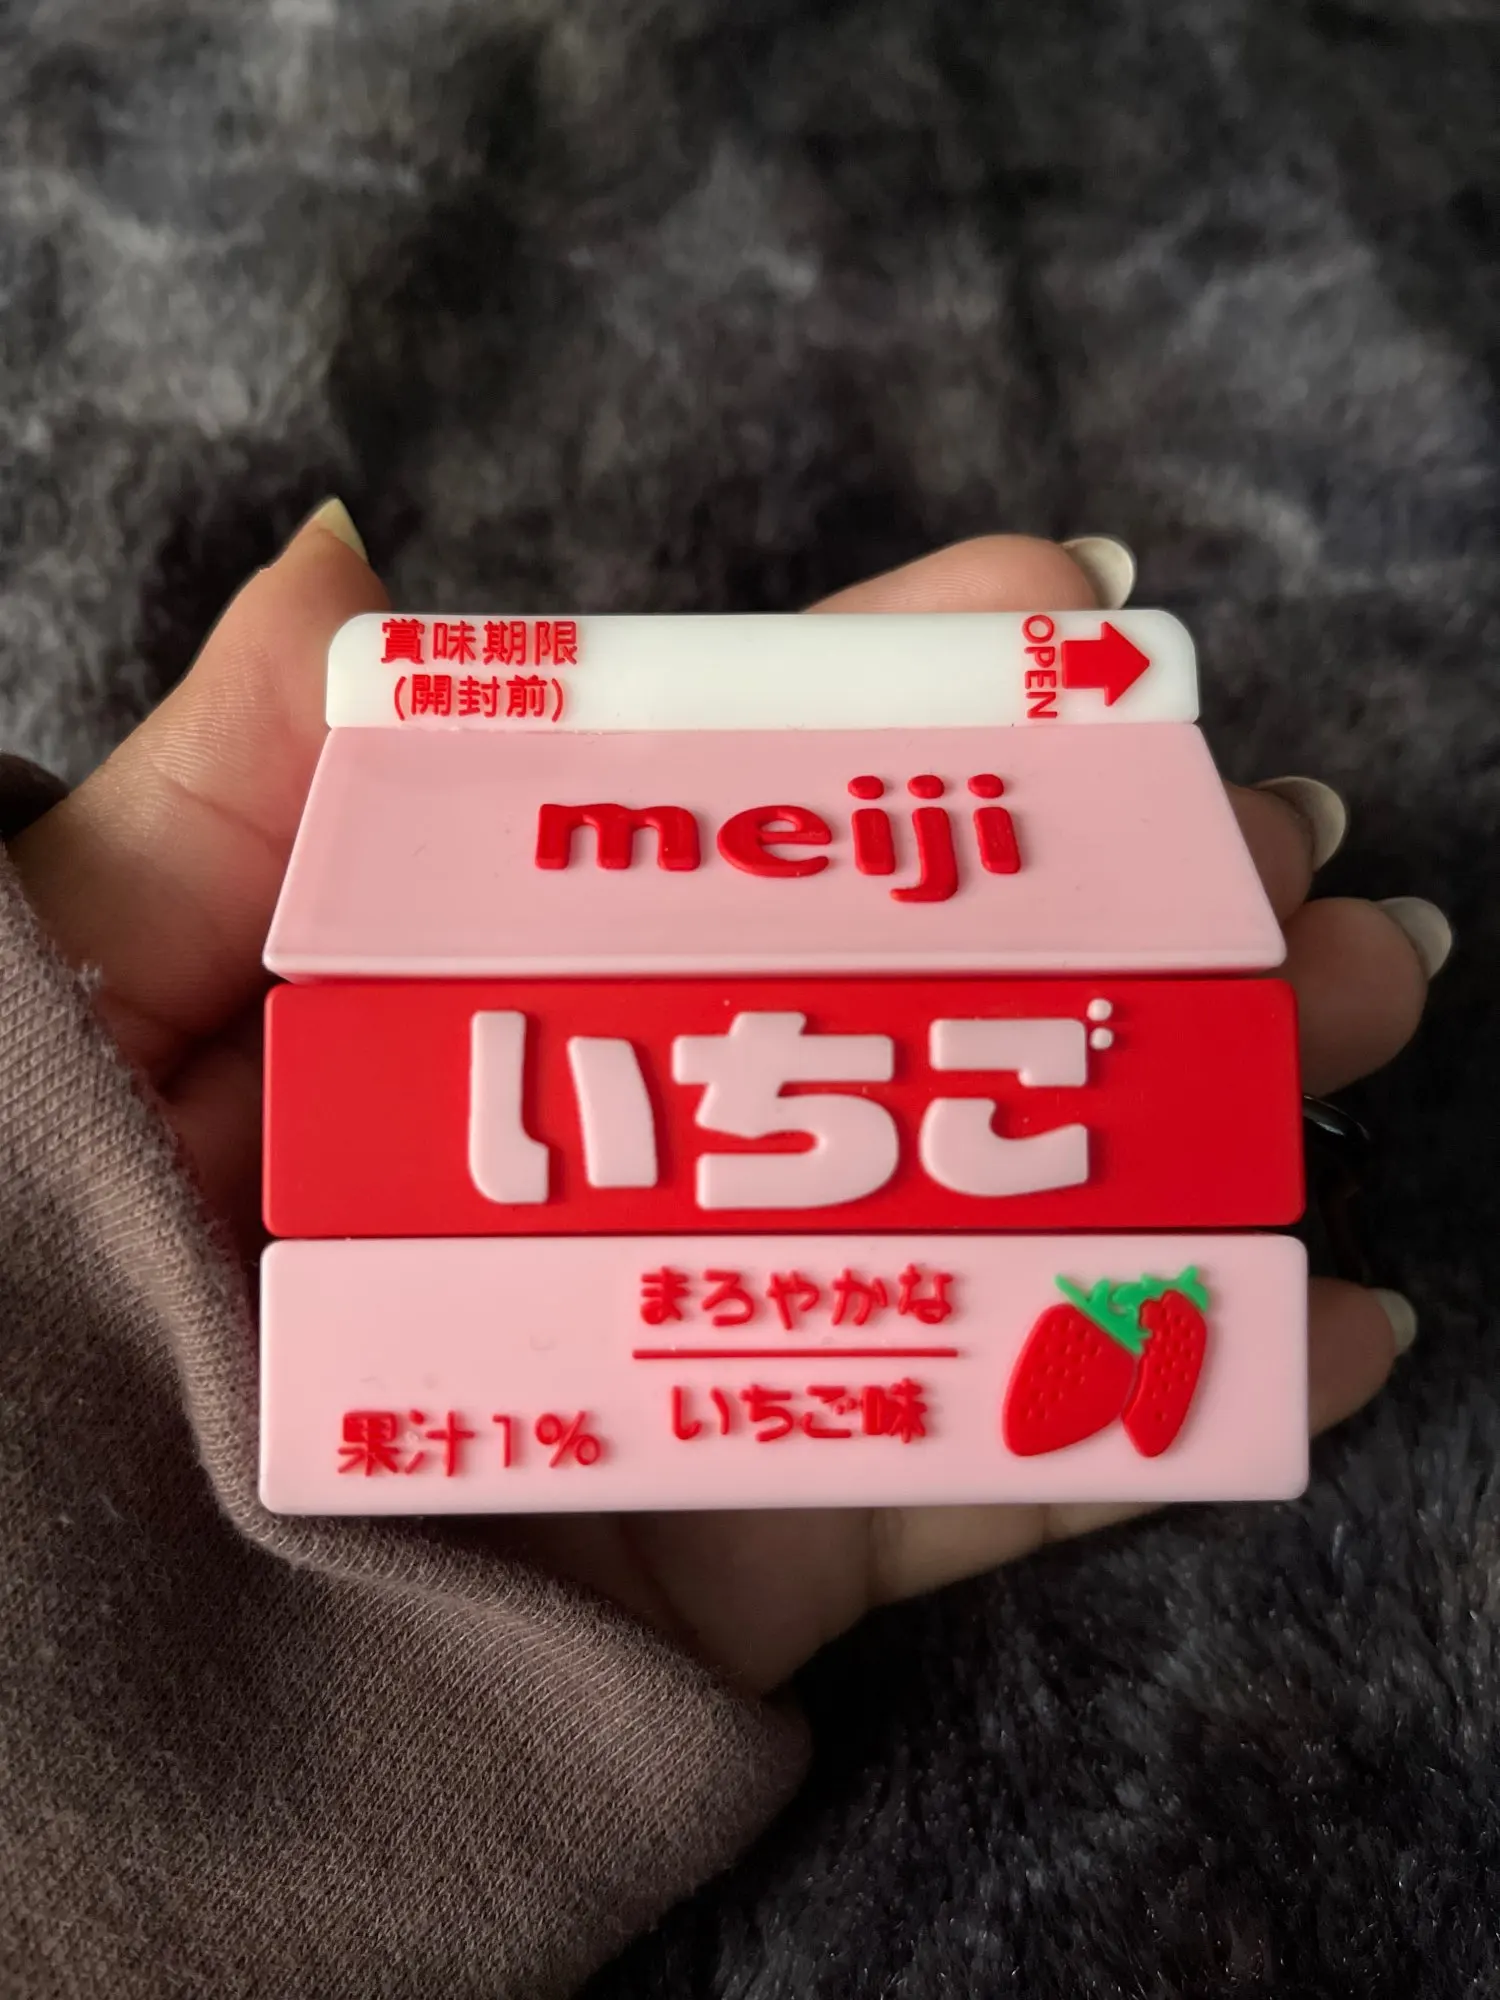 賞味期限
(開封前)
OPEN
meiji
いちご
まろやかな
いちご味
果汁1%